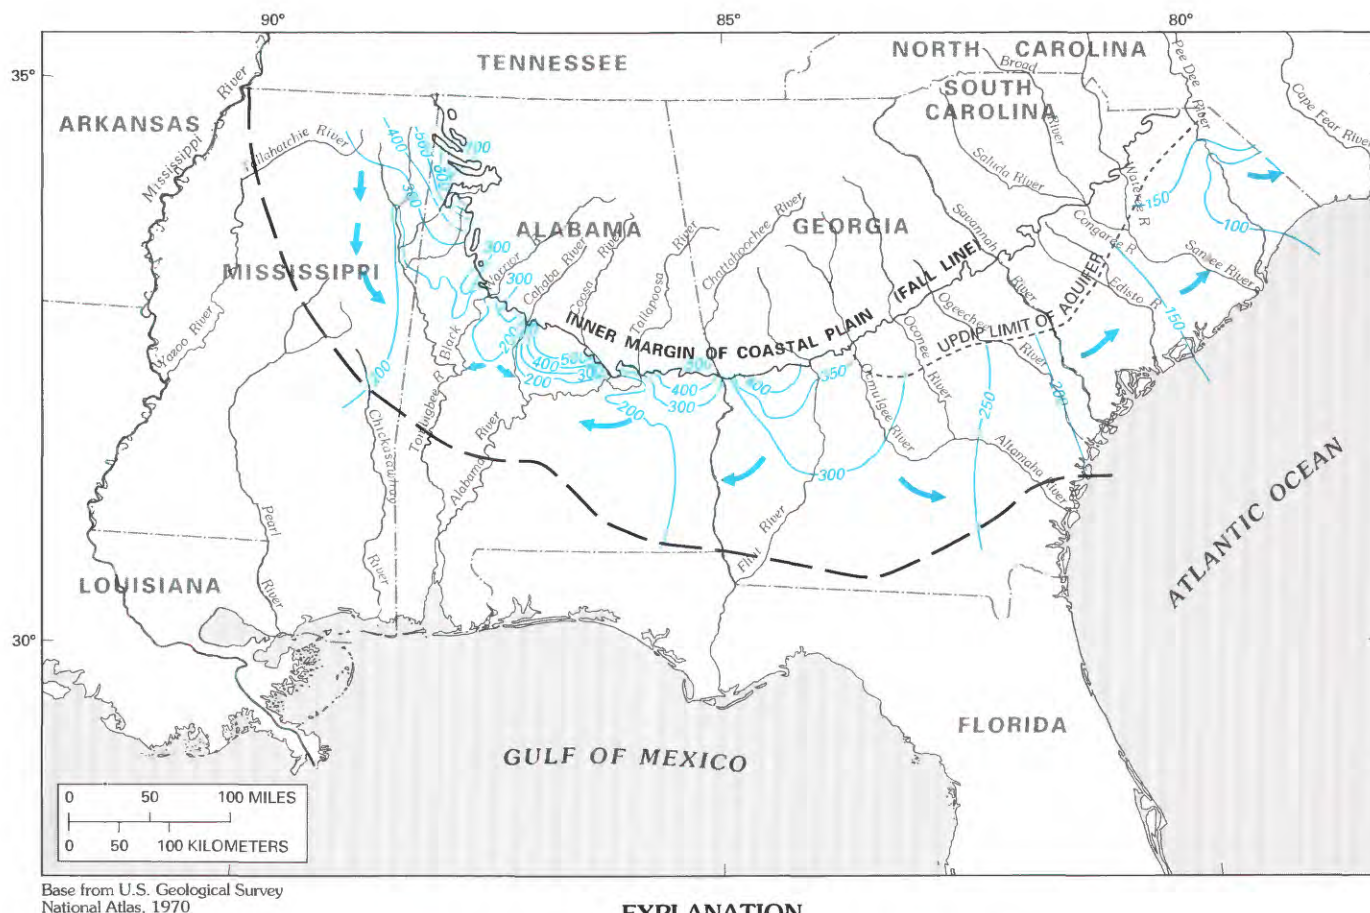 90°
85°
80°
35°
30°
TENNESSEE
NORTH CAROLINA
SOUTH CAROLINA
ARKANSAS
MISSISSIPPI
ALABAMA
GEORGIA
LOUISIANA
FLORIDA
GULF OF MEXICO
ATLANTIC OCEAN
INNER MARGIN OF COASTAL PLAIN (FALL LINE)
UPDIP LIMIT OF AQUIFER
Mississippi River
Mississippi
River
Tallahatchie River
Yazoo River
Pearl
River
Chickasawhay
River
Tombigbee R
Black
Warrior R
Alabama River
Cahaba River
Coosa River
Tallapoosa River
Chattahoochee River
Flint River
Ocmulgee River
Oconee River
Ogeechee River
Altamaha River
Savannah River
Saluda River
Broad River
Wateree R
Congaree R
Edisto R
Santee River
Pee Dee River
Cape Fear River
400
300
700
200
300
300
200
400
500
200
300
200
400
300
500
400
350
300
250
200
150
150
100
0 50 100 MILES
0 50 100 KILOMETERS
Base from U.S. Geological Survey
National Atlas, 1970